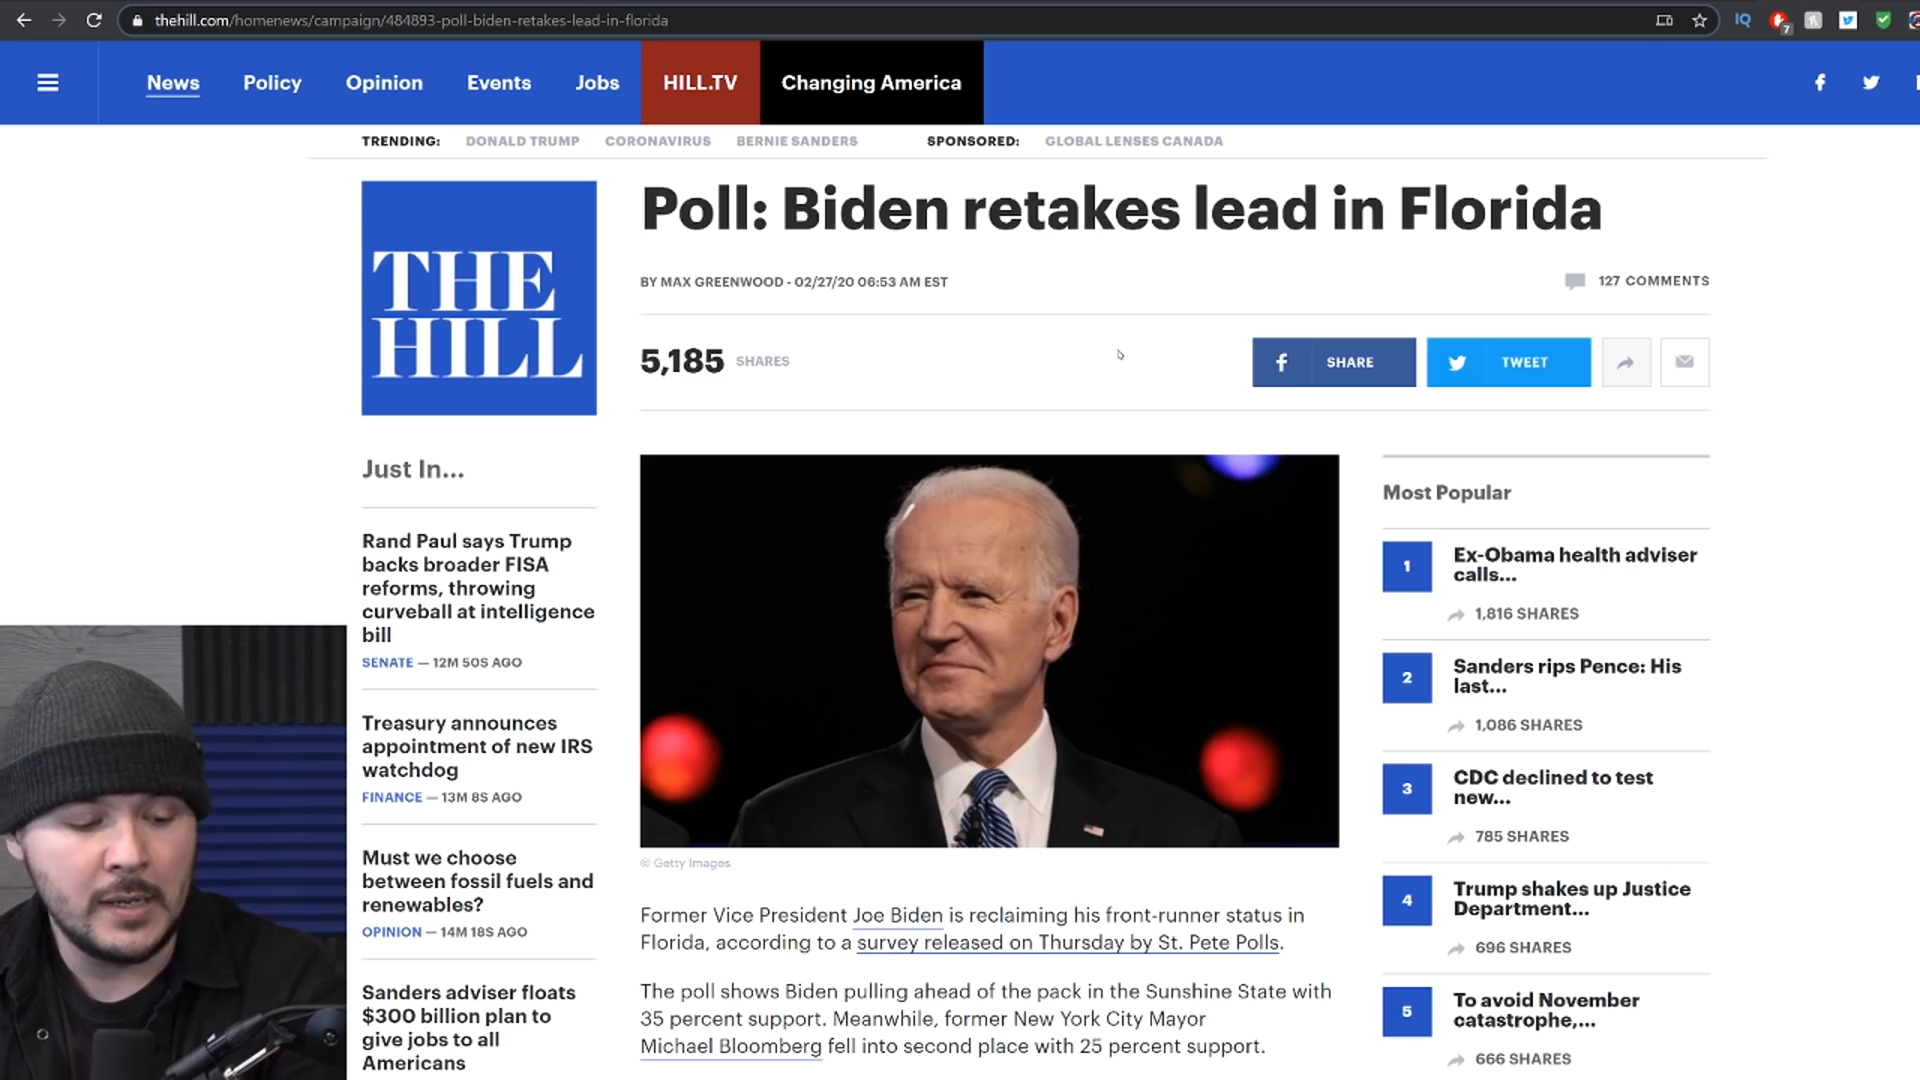 thehill.com/homenews/campaign/484893-poll-biden-retakes-lead-in-florida
IQ
7
News
Policy
Opinion
Events
Jobs
HILL.TV
Changing America
TRENDING: DONALD TRUMP CORONAVIRUS BERNIE SANDERS SPONSORED: GLOBAL LENSES CANADA
THE
HILL
Poll: Biden retakes lead in Florida
BY MAX GREENWOOD - 02/27/20 06:53 AM EST
127 COMMENTS
5,185 SHARES
SHARE
TWEET
Just In...
Rand Paul says Trump
backs broader FISA
reforms, throwing
curveball at intelligence
bill
SENATE — 12M 50S AGO
Treasury announces
appointment of new IRS
watchdog
FINANCE — 13M 8S AGO
Must we choose
between fossil fuels and
renewables?
OPINION — 14M 18S AGO
Sanders adviser floats
$300 billion plan to
give jobs to all
Americans
© Getty Images
Former Vice President Joe Biden is reclaiming his front-runner status in
Florida, according to a survey released on Thursday by St. Pete Polls.
The poll shows Biden pulling ahead of the pack in the Sunshine State with
35 percent support. Meanwhile, former New York City Mayor
Michael Bloomberg fell into second place with 25 percent support.
Most Popular
1
Ex-Obama health adviser
calls...
1,816 SHARES
2
Sanders rips Pence: His
last...
1,086 SHARES
3
CDC declined to test
new...
785 SHARES
4
Trump shakes up Justice
Department...
696 SHARES
5
To avoid November
catastrophe,...
666 SHARES